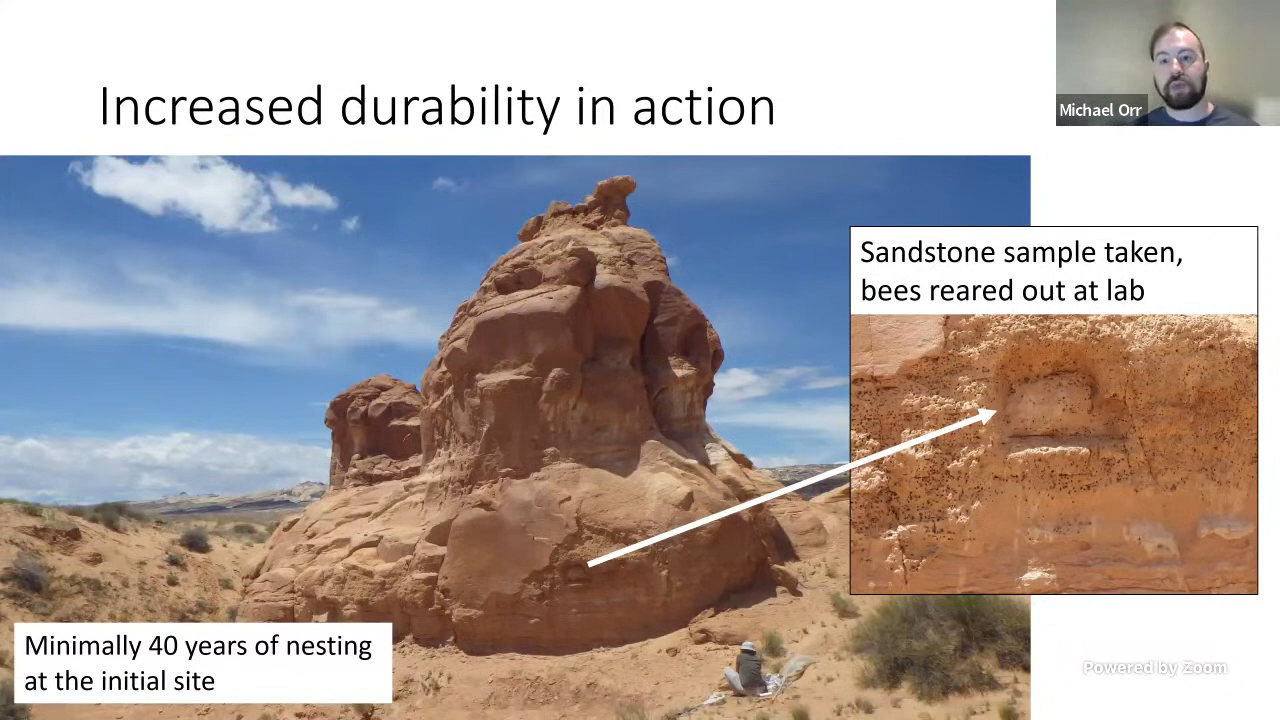 Increased durability in action
Michael Orr
Sandstone sample taken,
bees reared out at lab
Minimally 40 years of nesting
at the initial site
Powered by Zoom